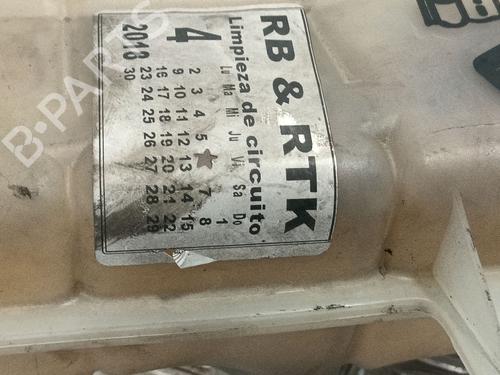 RB & RTK
Limpieza de circuito
4
2018
Lu Ma Mi Ju Vi Sá Do
1
2 3 4 5 ★ 7 8
9 10 11 12 13 14 15
16 17 18 19 20 21 22
23 24 25 26 27 28 29
30
B-PARTS